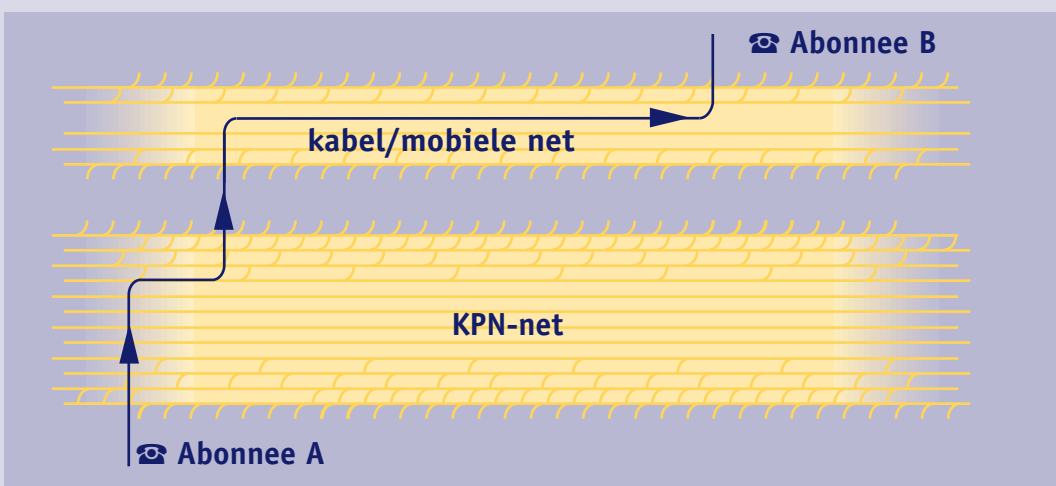 ☎ Abonnee B
kabel/mobiele net
KPN-net
☎ Abonnee A